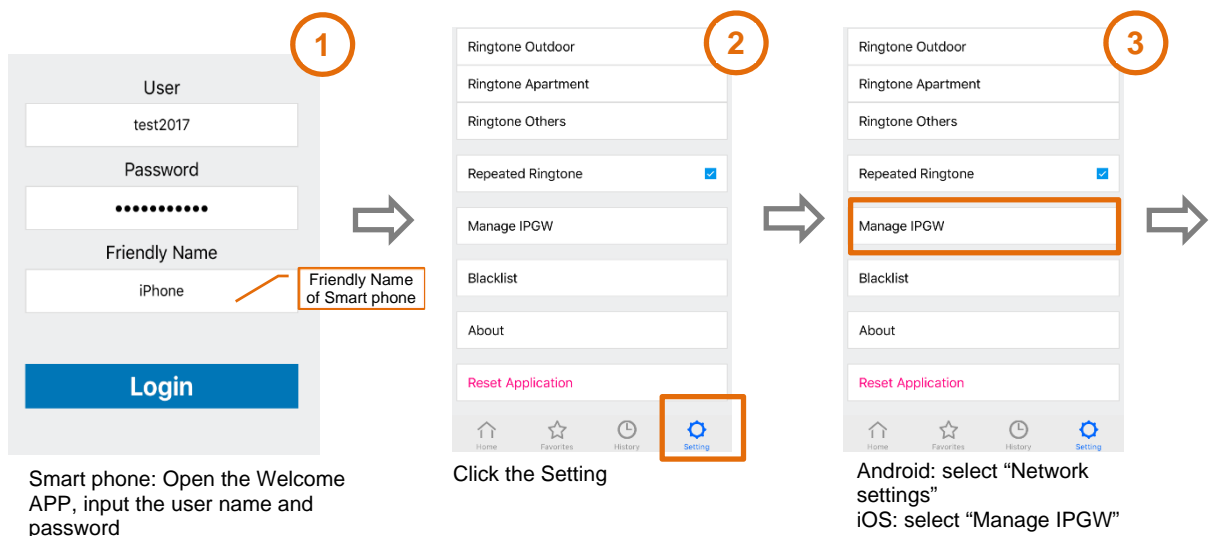 1
User
test2017
Password
•••••••••••
Friendly Name
iPhone
Friendly Name
of Smart phone
Login
Smart phone: Open the Welcome
APP, input the user name and
password
2
Ringtone Outdoor
Ringtone Apartment
Ringtone Others
Repeated Ringtone
Manage IPGW
Blacklist
About
Reset Application
Home Favorites History Setting
Click the Setting
3
Ringtone Outdoor
Ringtone Apartment
Ringtone Others
Repeated Ringtone
Manage IPGW
Blacklist
About
Reset Application
Home Favorites History Setting
Android: select “Network
settings”
iOS: select “Manage IPGW”